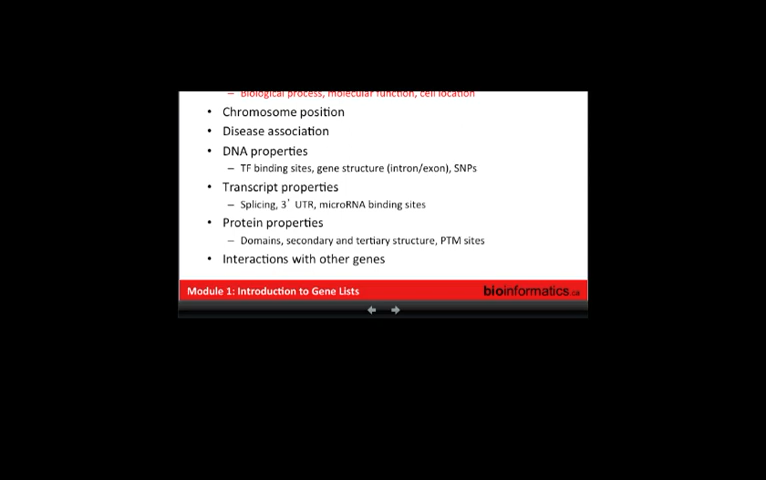 – Biological process, molecular function, cell location
• Chromosome position
• Disease association
• DNA properties
– TF binding sites, gene structure (intron/exon), SNPs
• Transcript properties
– Splicing, 3' UTR, microRNA binding sites
• Protein properties
– Domains, secondary and tertiary structure, PTM sites
• Interactions with other genes
Module 1: Introduction to Gene Lists
bioinformatics.ca